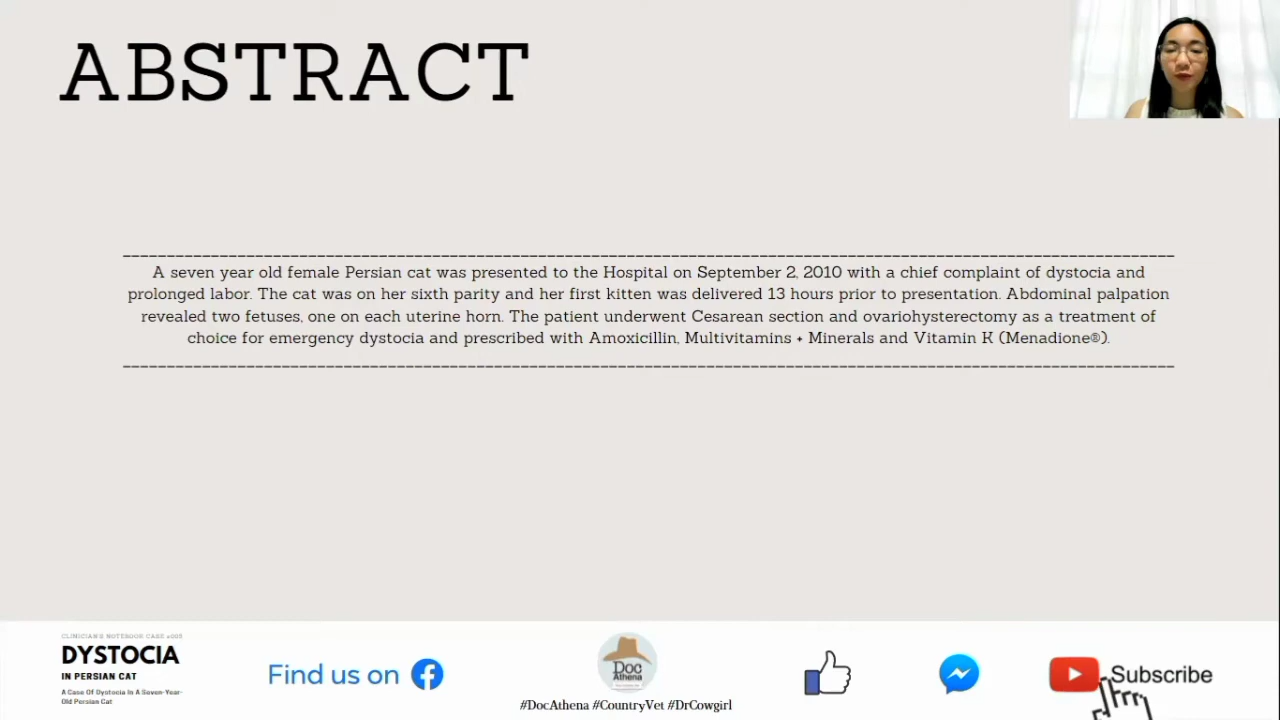 ABSTRACT
A seven year old female Persian cat was presented to the Hospital on September 2, 2010 with a chief complaint of dystocia and
prolonged labor. The cat was on her sixth parity and her first kitten was delivered 13 hours prior to presentation. Abdominal palpation
revealed two fetuses, one on each uterine horn. The patient underwent Cesarean section and ovariohysterectomy as a treatment of
choice for emergency dystocia and prescribed with Amoxicillin, Multivitamins + Minerals and Vitamin K (Menadione®).
CLINICIAN'S NOTEBOOK CASE
DYSTOCIA
IN PERSIAN CAT
A Case Of Dystocia In A Seven-Year-
Old Persian Cat
Find us on
Doc
Athena
#DocAthena #CountryVet #DrCowgirl
Subscribe